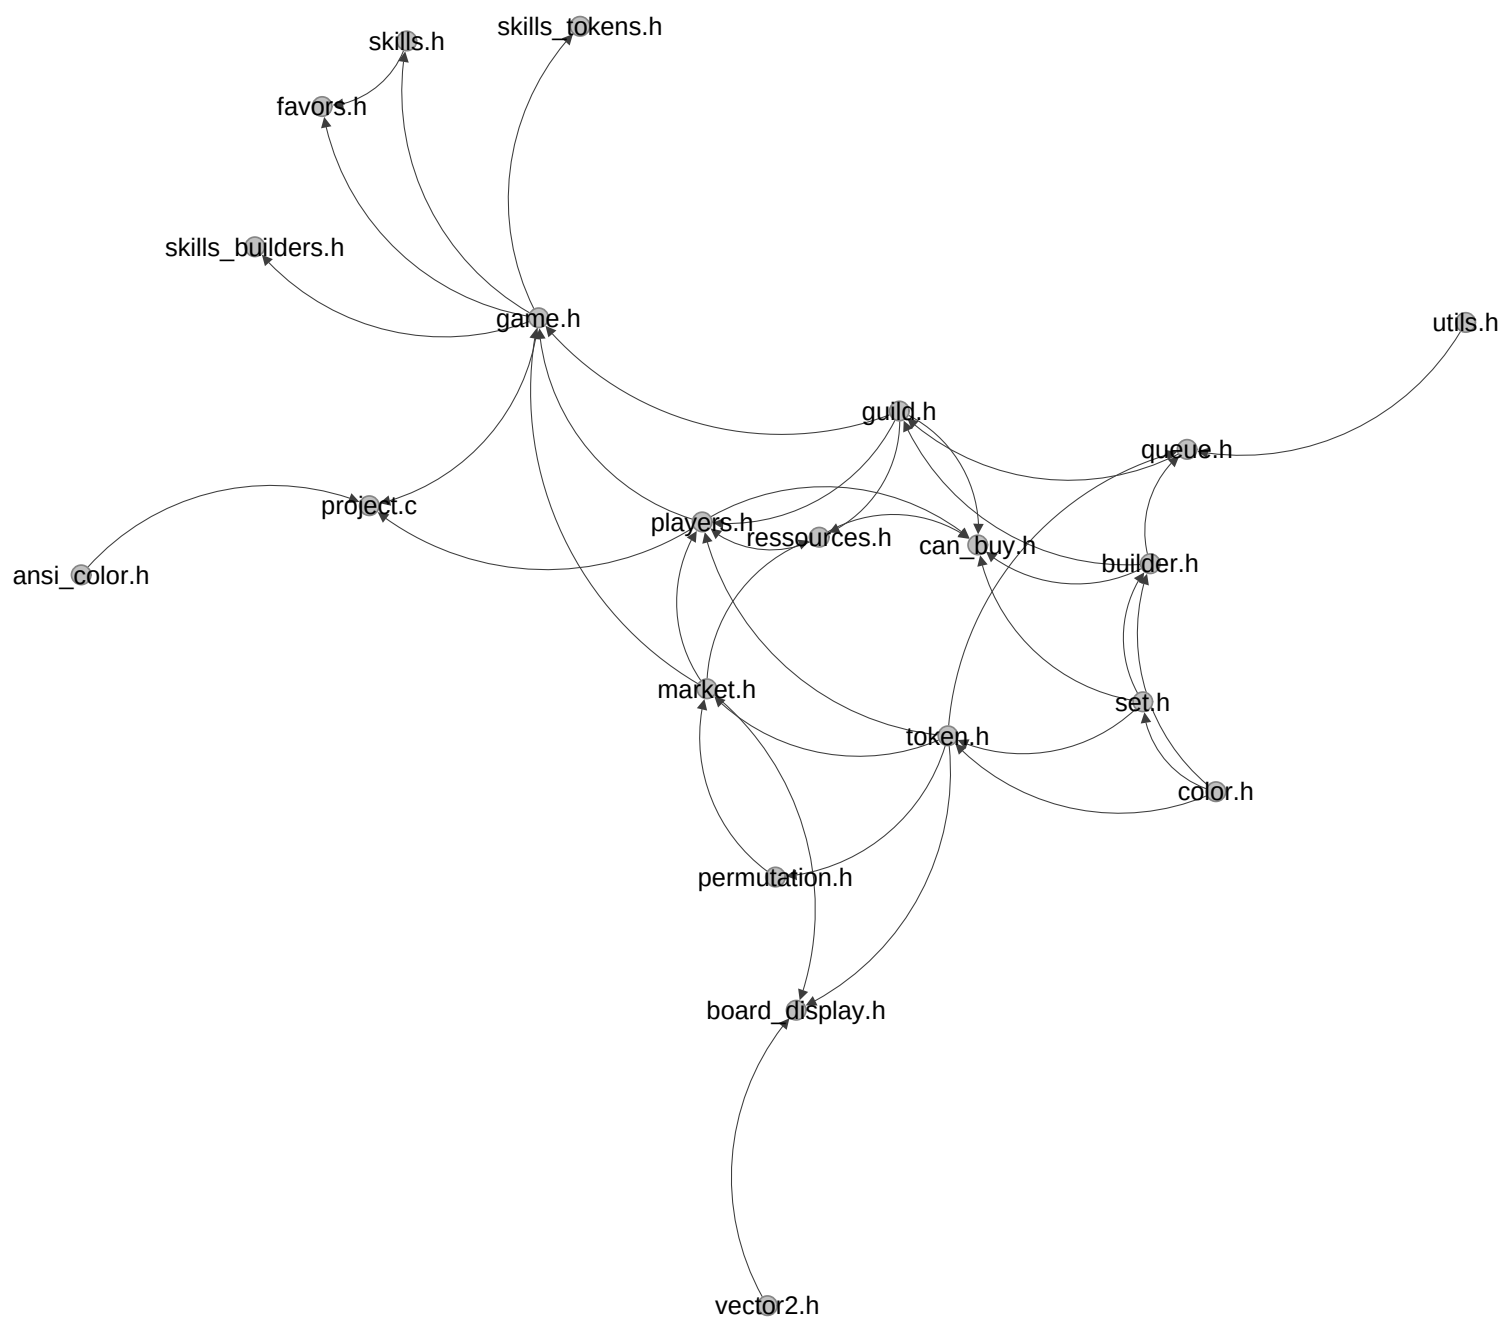 skills_tokens.h
skills.h
favors.h
skills_builders.h
game.h
utils.h
guild.h
queue.h
project.c
players.h
ressources.h
can_buy.h
builder.h
ansi_color.h
market.h
set.h
token.h
color.h
permutation.h
board_display.h
vector2.h